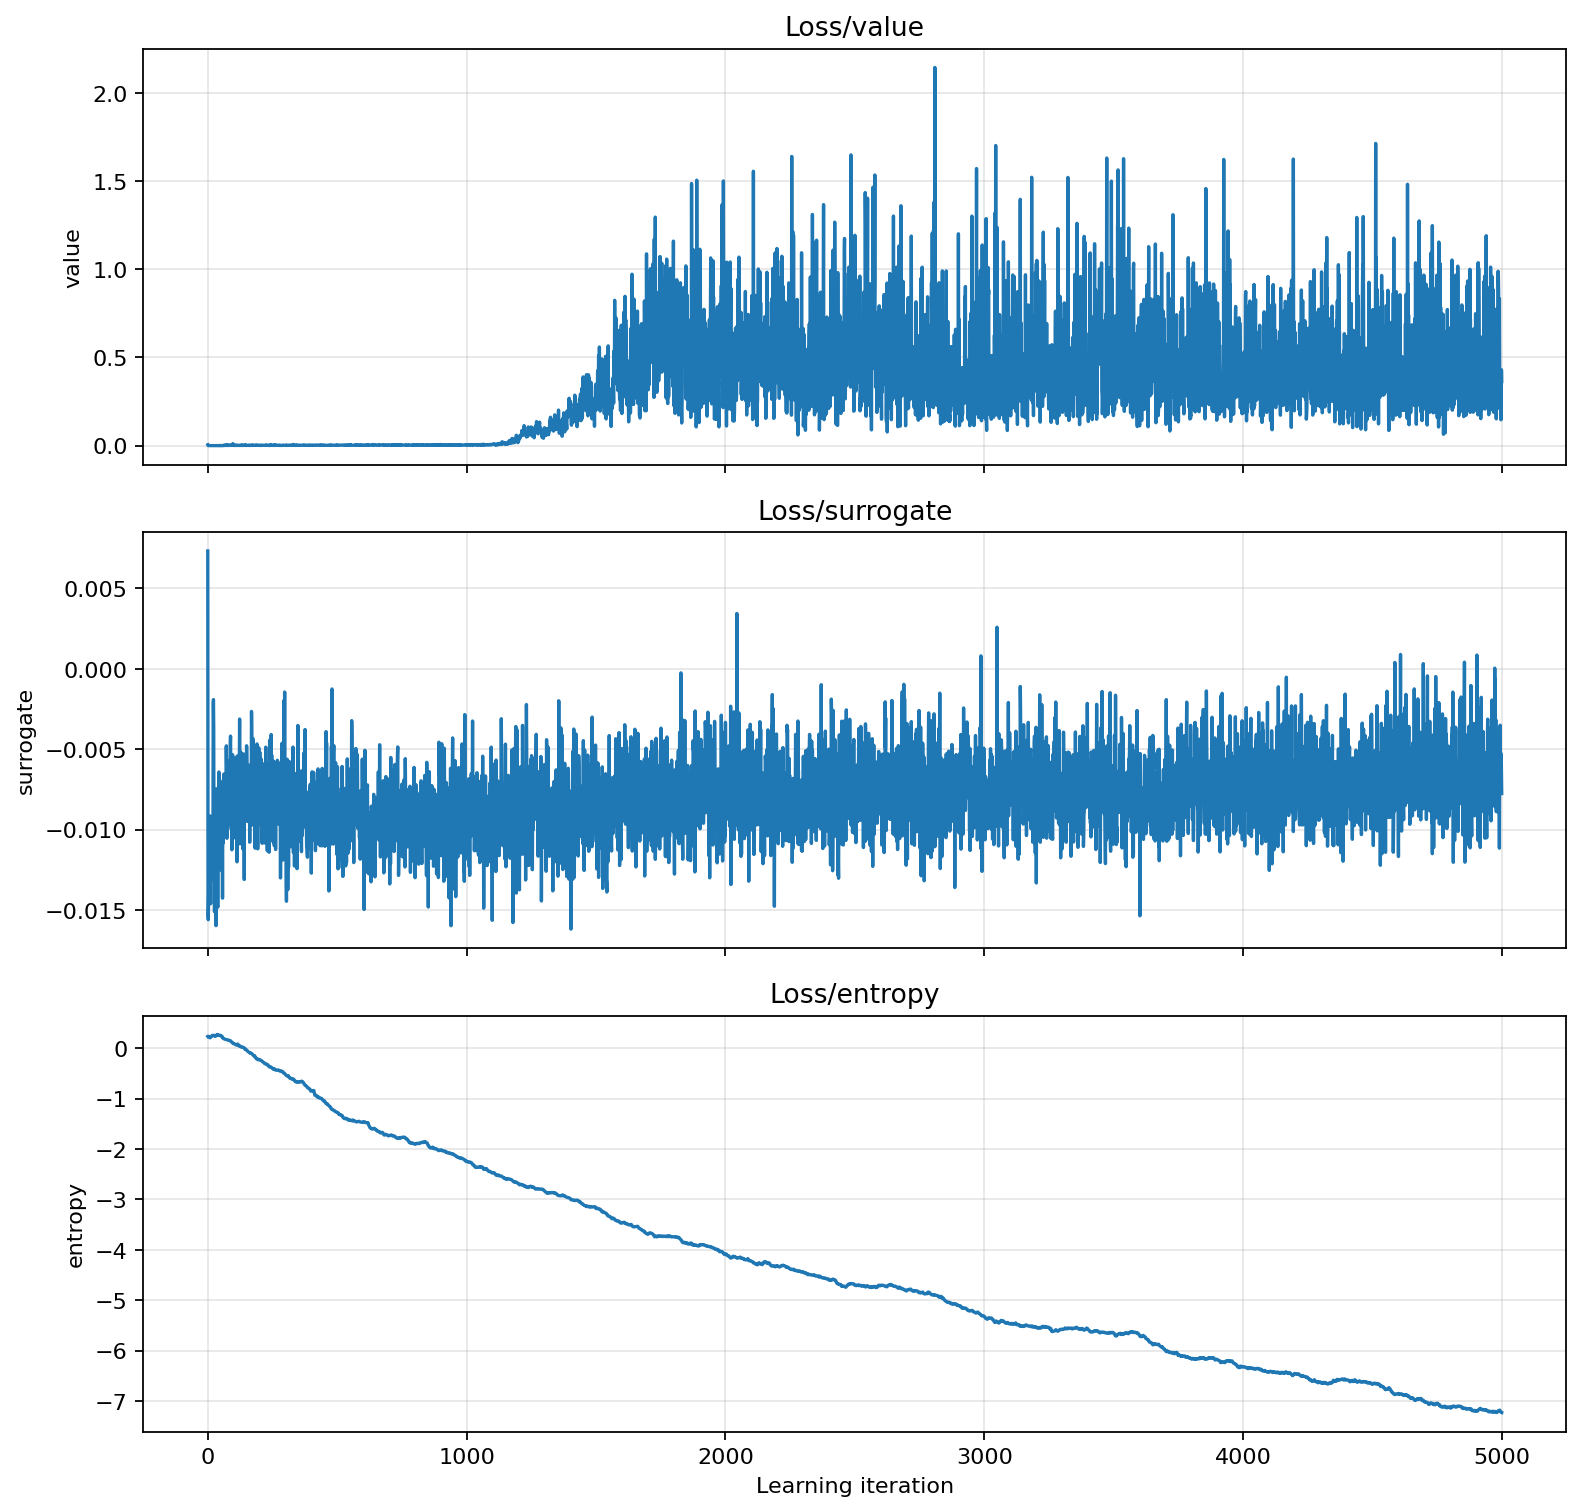 Loss/value
2.0
1.5
1.0
0.5
0.0
value
Loss/surrogate
0.005
0.000
−0.005
−0.010
−0.015
surrogate
Loss/entropy
0
−1
−2
−3
−4
−5
−6
−7
entropy
0 1000 2000 3000 4000 5000
Learning iteration